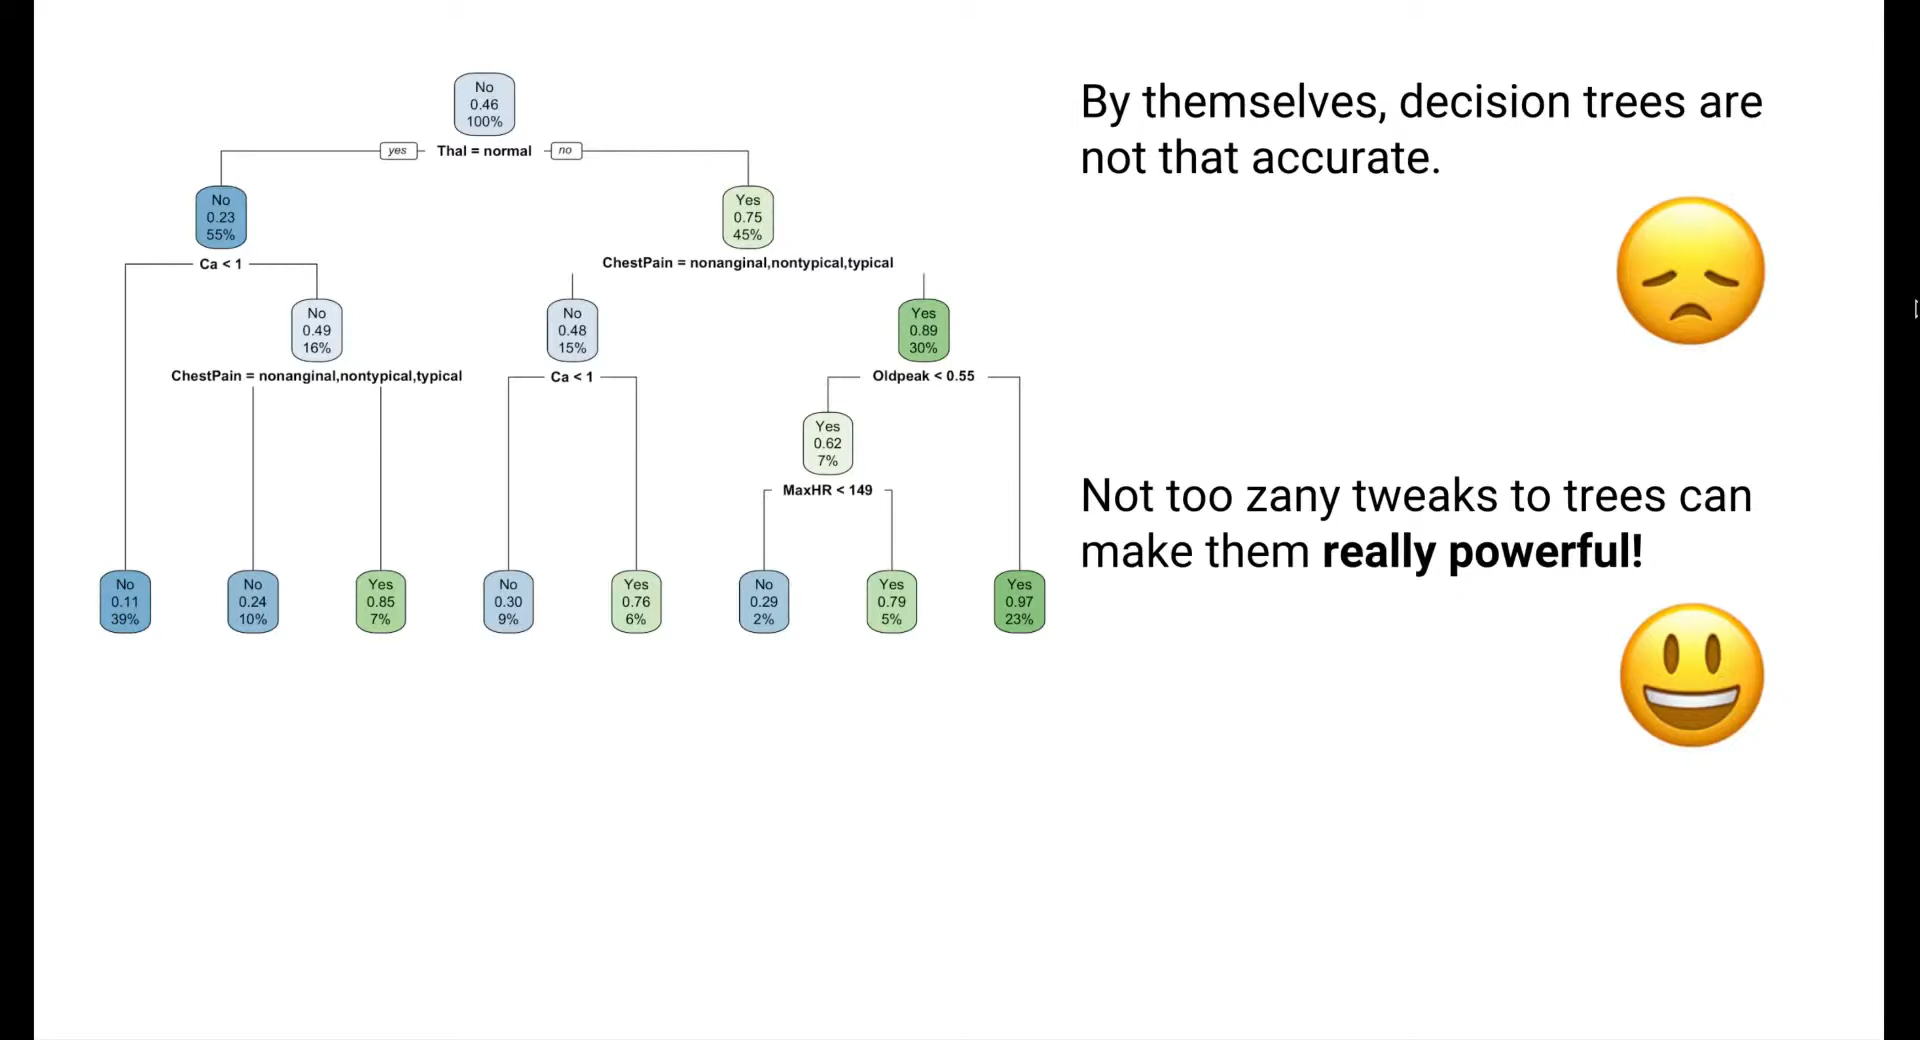 No
0.46
100%
yes
Thal = normal
no
No
0.23
55%
Yes
0.75
45%
Ca < 1
ChestPain = nonanginal,nontypical,typical
No
0.49
16%
No
0.48
15%
Yes
0.89
30%
ChestPain = nonanginal,nontypical,typical
Ca < 1
Oldpeak < 0.55
Yes
0.62
7%
MaxHR < 149
No
0.11
39%
No
0.24
10%
Yes
0.85
7%
No
0.30
9%
Yes
0.76
6%
No
0.29
2%
Yes
0.79
5%
Yes
0.97
23%
By themselves, decision trees are
not that accurate.
Not too zany tweaks to trees can
make them really powerful!